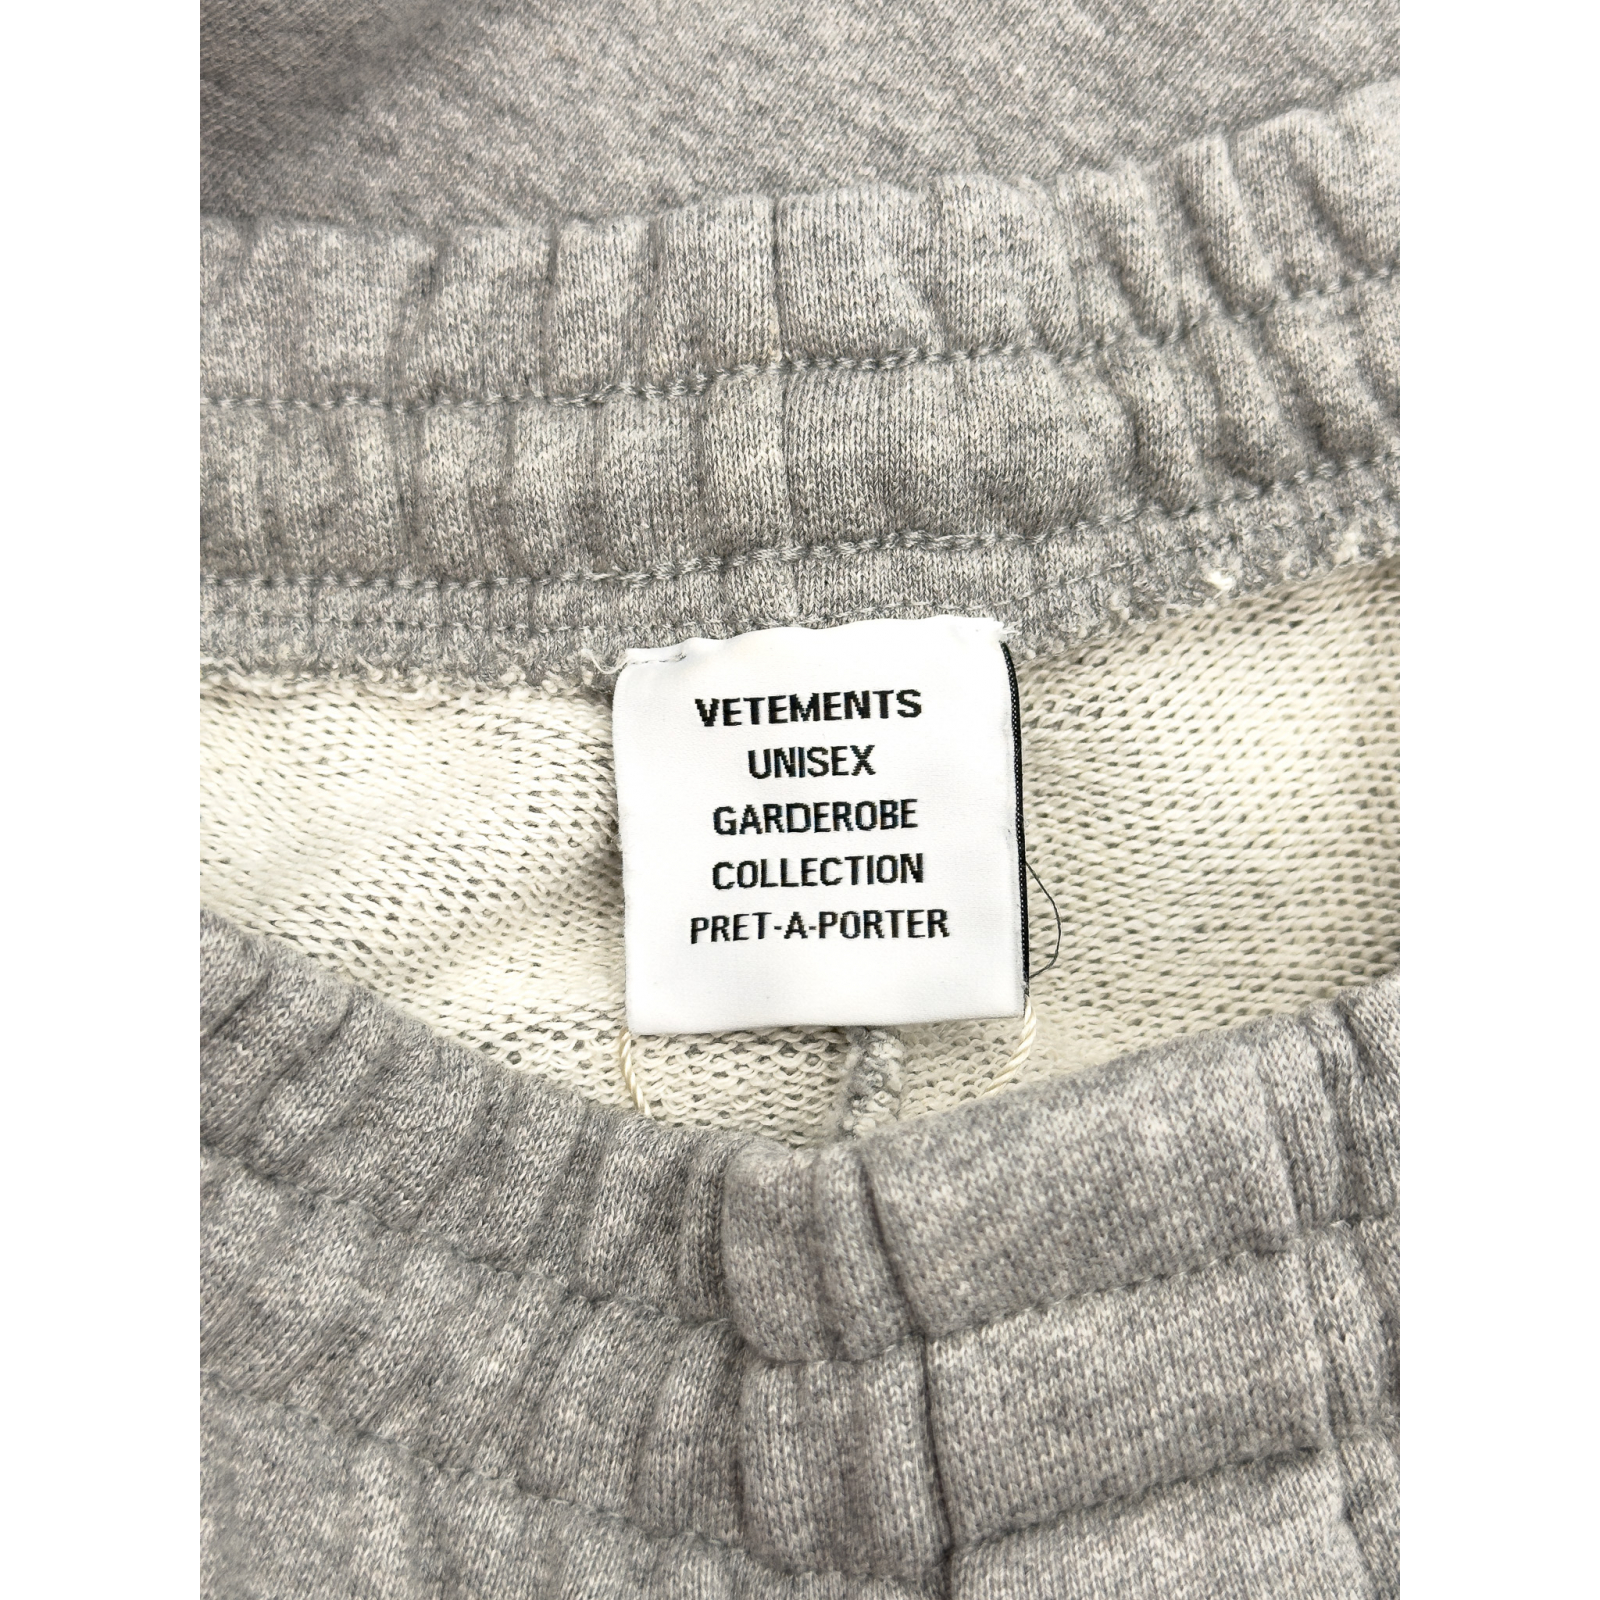 VETEMENTS
UNISEX
GARDEROBE
COLLECTION
PRET-A-PORTER